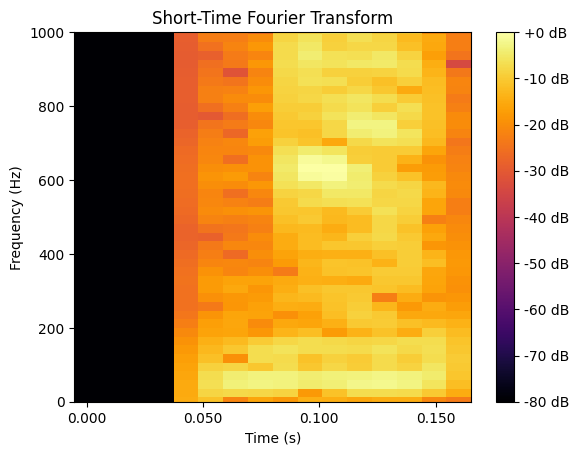 Short-Time Fourier Transform
1000
800
600
400
200
0
Frequency (Hz)
0.000
0.050
0.100
0.150
Time (s)
+0 dB
-10 dB
-20 dB
-30 dB
-40 dB
-50 dB
-60 dB
-70 dB
-80 dB